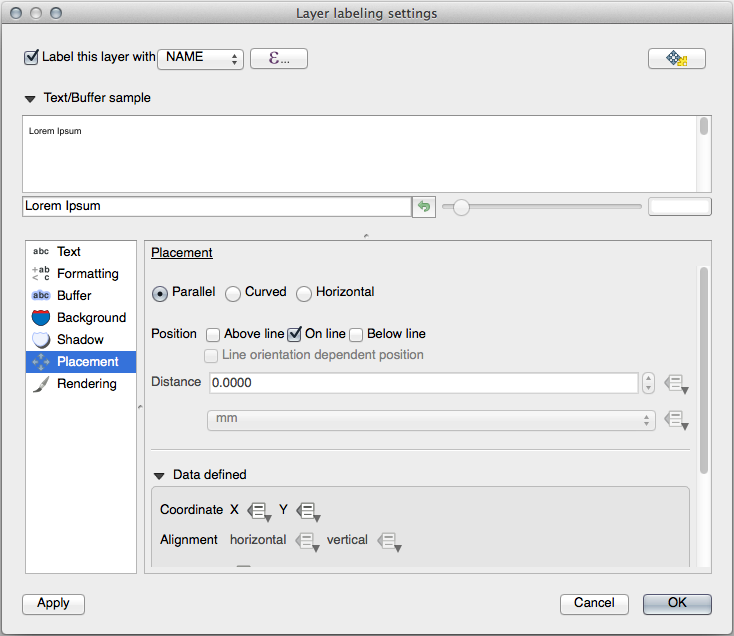 Layer labeling settings
Label this layer with NAME ε...
Text/Buffer sample
Lorem Ipsum
Lorem Ipsum
abc Text
+ab < c Formatting
abc Buffer
Background
Shadow
Placement
Rendering
Placement
Parallel Curved Horizontal
Position Above line On line Below line
Line orientation dependent position
Distance 0.0000
mm
Data defined
Coordinate X Y
Alignment horizontal vertical
Apply Cancel OK